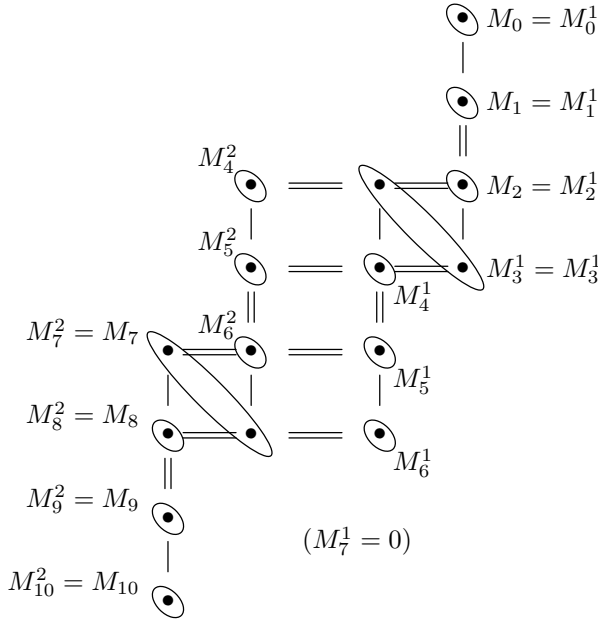 M_0 = M_0^1
M_1 = M_1^1
M_4^2
M_2 = M_2^1
M_5^2
M_3^1 = M_3^1
M_4^1
M_7^2 = M_7
M_6^2
M_5^1
M_8^2 = M_8
M_6^1
M_9^2 = M_9
(M_7^1 = 0)
M_{10}^2 = M_{10}